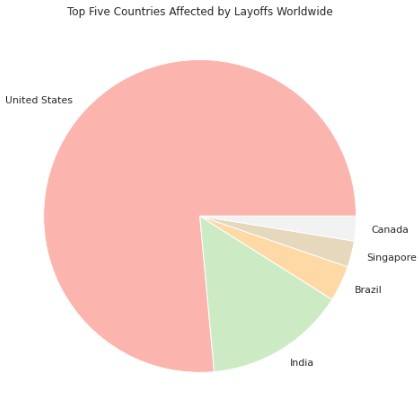 Top Five Countries Affected by Layoffs Worldwide
United States
Canada
Singapore
Brazil
India